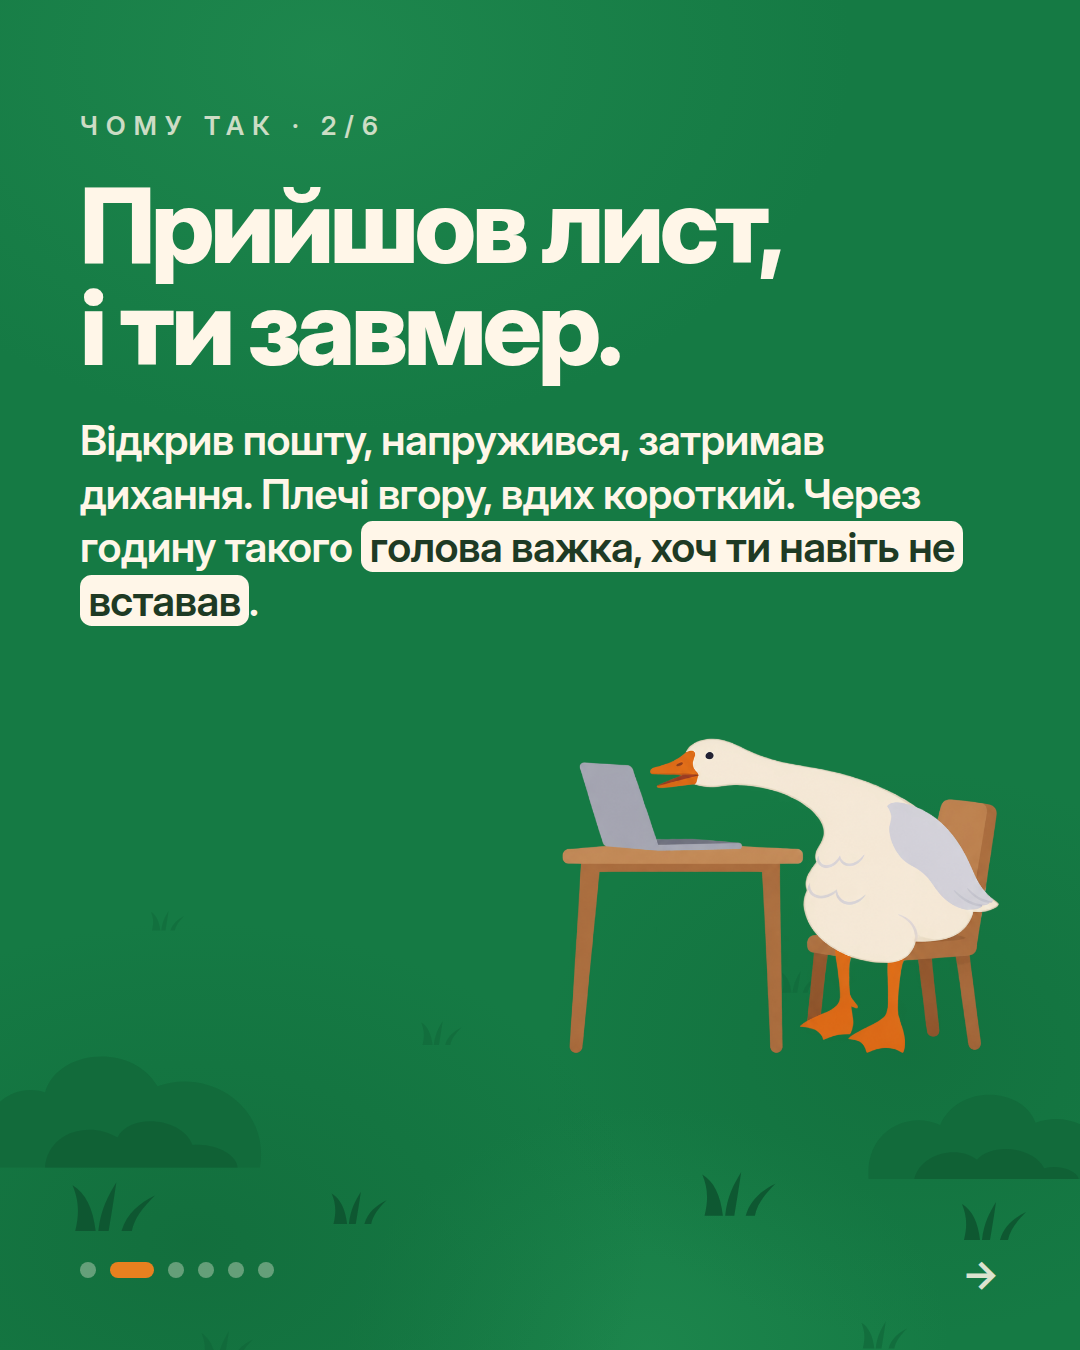 ЧОМУ ТАК · 2/6
Прийшов лист,
і ти завмер.
Відкрив пошту, напружився, затримав
дихання. Плечі вгору, вдих короткий. Через
годину такого голова важка, хоч ти навіть не
вставав.